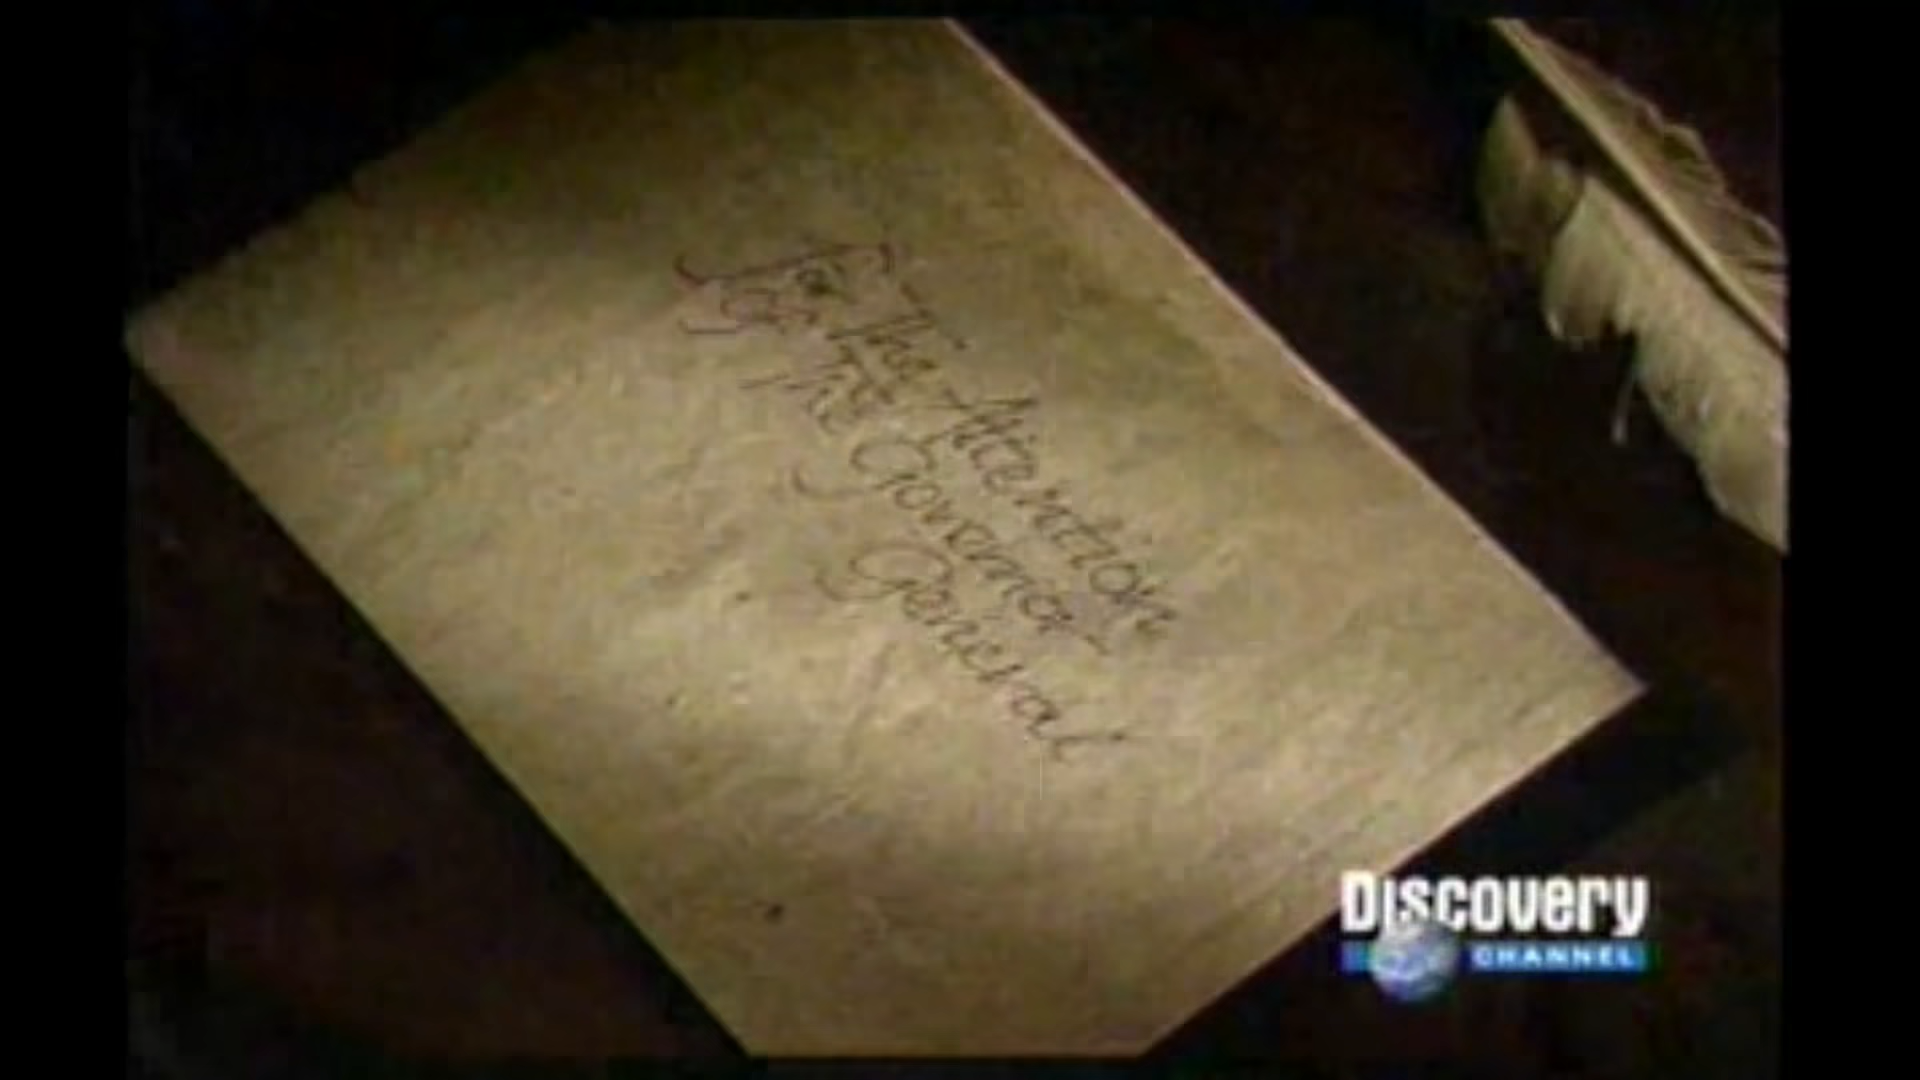 For The Attention
Of The Governor
General
Discovery
CHANNEL